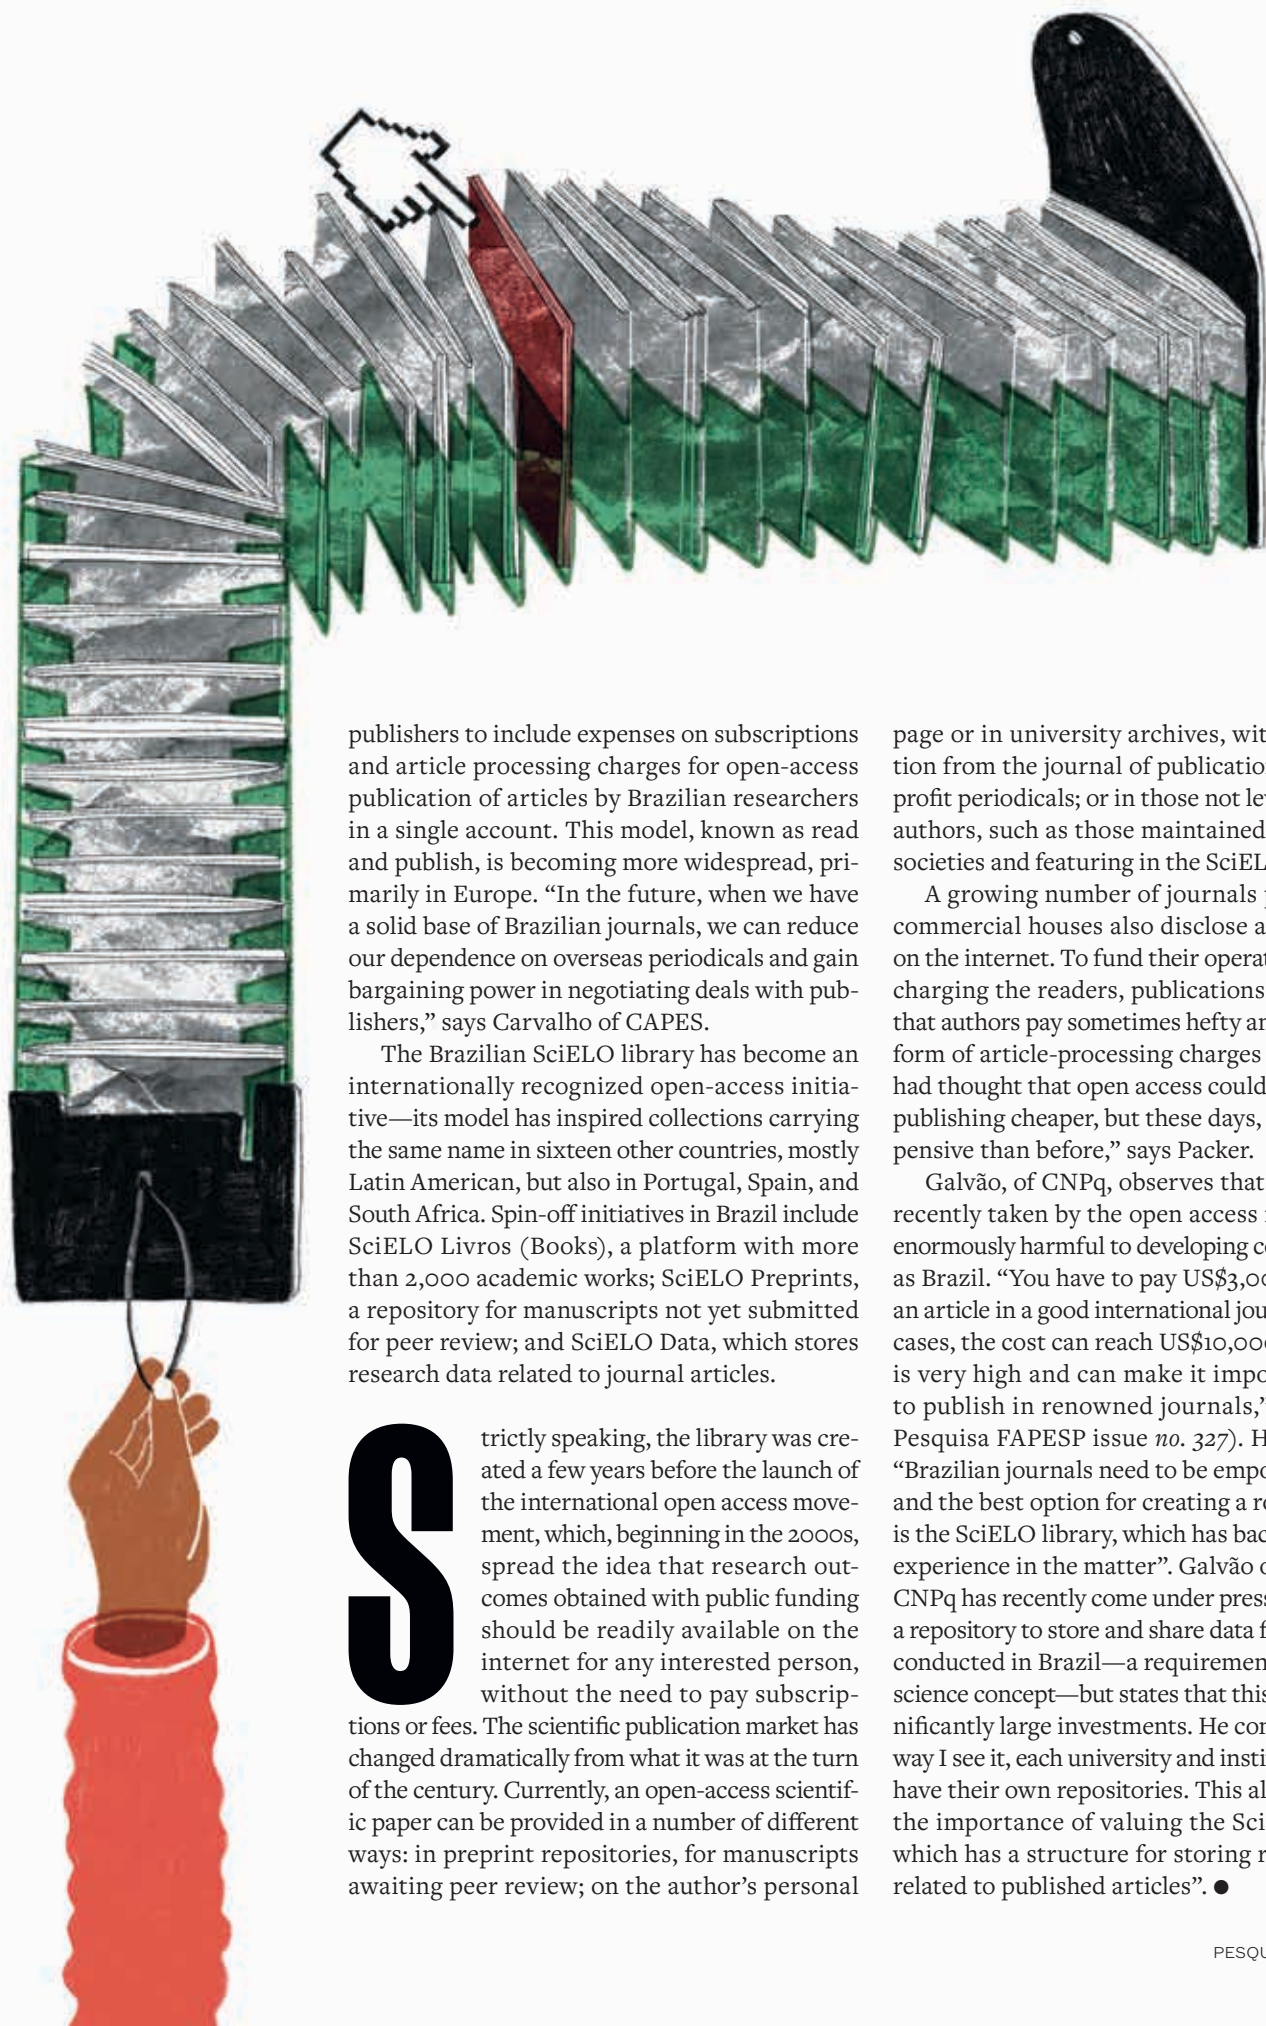 publishers to include expenses on subscriptions
and article processing charges for open-access
publication of articles by Brazilian researchers
in a single account. This model, known as read
and publish, is becoming more widespread, pri-
marily in Europe. “In the future, when we have
a solid base of Brazilian journals, we can reduce
our dependence on overseas periodicals and gain
bargaining power in negotiating deals with pub-
lishers,” says Carvalho of CAPES.
The Brazilian SciELO library has become an
internationally recognized open-access initia-
tive—its model has inspired collections carrying
the same name in sixteen other countries, mostly
Latin American, but also in Portugal, Spain, and
South Africa. Spin-off initiatives in Brazil include
SciELO Livros (Books), a platform with more
than 2,000 academic works; SciELO Preprints,
a repository for manuscripts not yet submitted
for peer review; and SciELO Data, which stores
research data related to journal articles.
Strictly speaking, the library was cre-
ated a few years before the launch of
the international open access move-
ment, which, beginning in the 2000s,
spread the idea that research out-
comes obtained with public funding
should be readily available on the
internet for any interested person,
without the need to pay subscrip-
tions or fees. The scientific publication market has
changed dramatically from what it was at the turn
of the century. Currently, an open-access scientif-
ic paper can be provided in a number of different
ways: in preprint repositories, for manuscripts
awaiting peer review; on the author’s personal
page or in university archives,
tion from the journal of
profit periodicals; or in those not
authors, such as those maintained
societies and featuring in the
A growing number of journals
commercial houses also disclose
on the internet. To fund their
charging the readers, publications
that authors pay sometimes hefty
form of article-processing charges
had thought that open access could
publishing cheaper, but these days,
pensive than before,” says Packer.
Galvão, of CNPq, observes that
recently taken by the open access
enormously harmful to developing
as Brazil. “You have to pay
an article in a good international
cases, the cost can reach
is very high and can make it
to publish in renowned journals,”
Pesquisa FAPESP issue no. 327).
“Brazilian journals need to be
and the best option for creating a
is the SciELO library, which has
experience in the matter”. Galvão
CNPq has recently come under
a repository to store and share data
conducted in Brazil—a
science concept—but states that
nificantly large investments. He
way I see it, each university and
have their own repositories. This
the importance of valuing the
which has a structure for storing
related to published articles”. ●